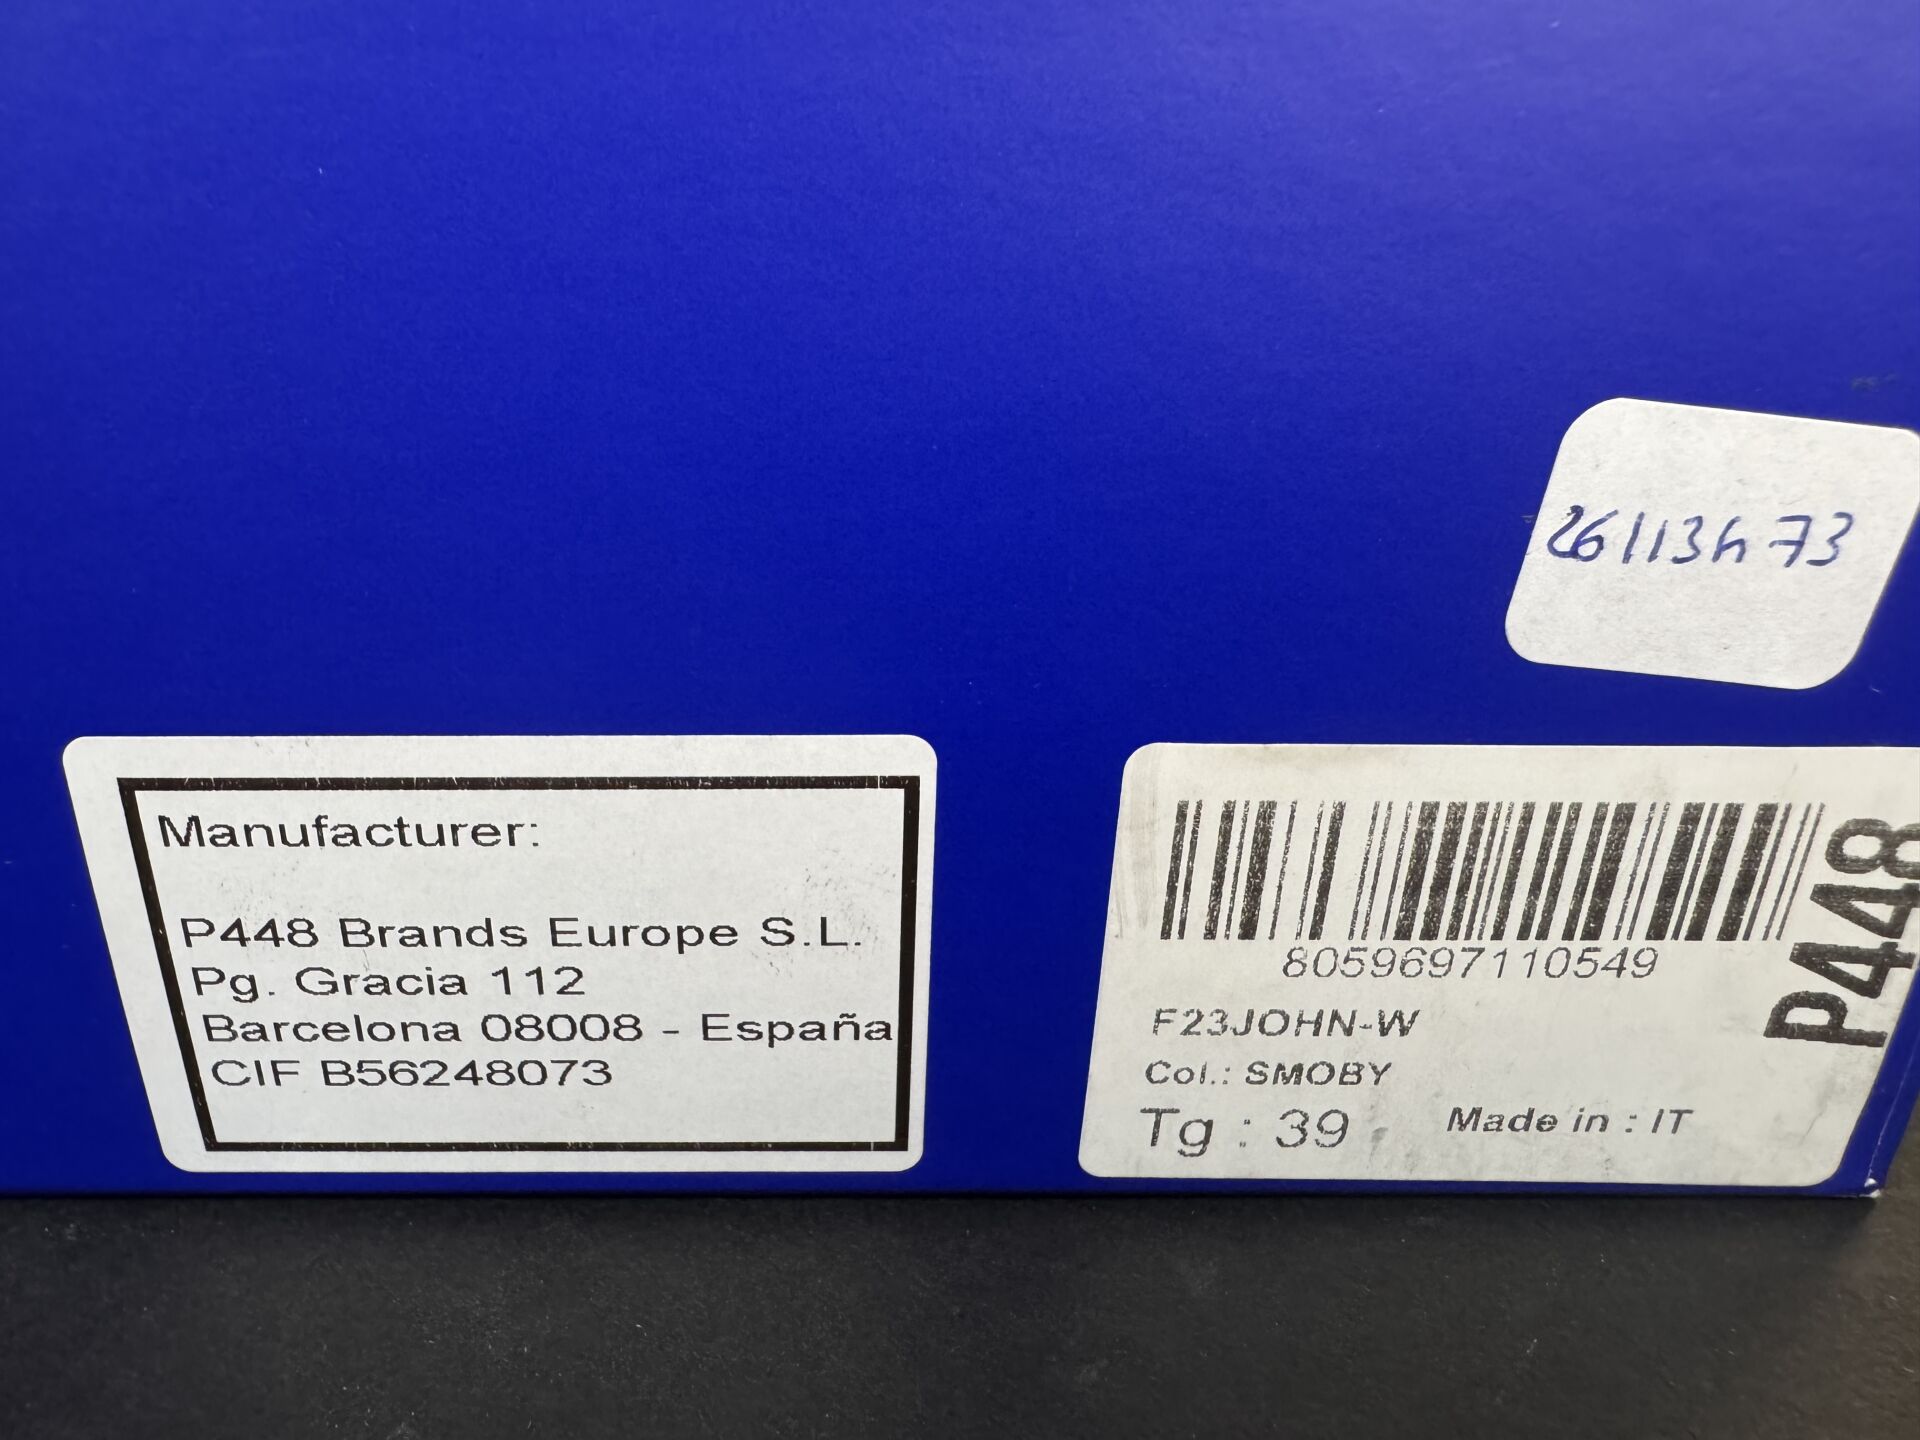 26113473
Manufacturer:
P448 Brands Europe S.L.
Pg. Gracia 112
Barcelona 08008 - España
CIF B56248073
8059697110549
F23JOHN-W
Col.: SMOBY
Tg : 39
Made in : IT
P448